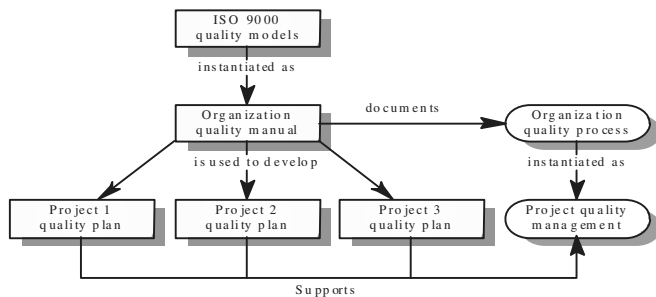 ISO 9000
quality models
instantiated as
Organization
quality manual
documents
Organization
quality process
is used to develop
instantiated as
Project 1
quality plan
Project 2
quality plan
Project 3
quality plan
Project quality
management
Supports